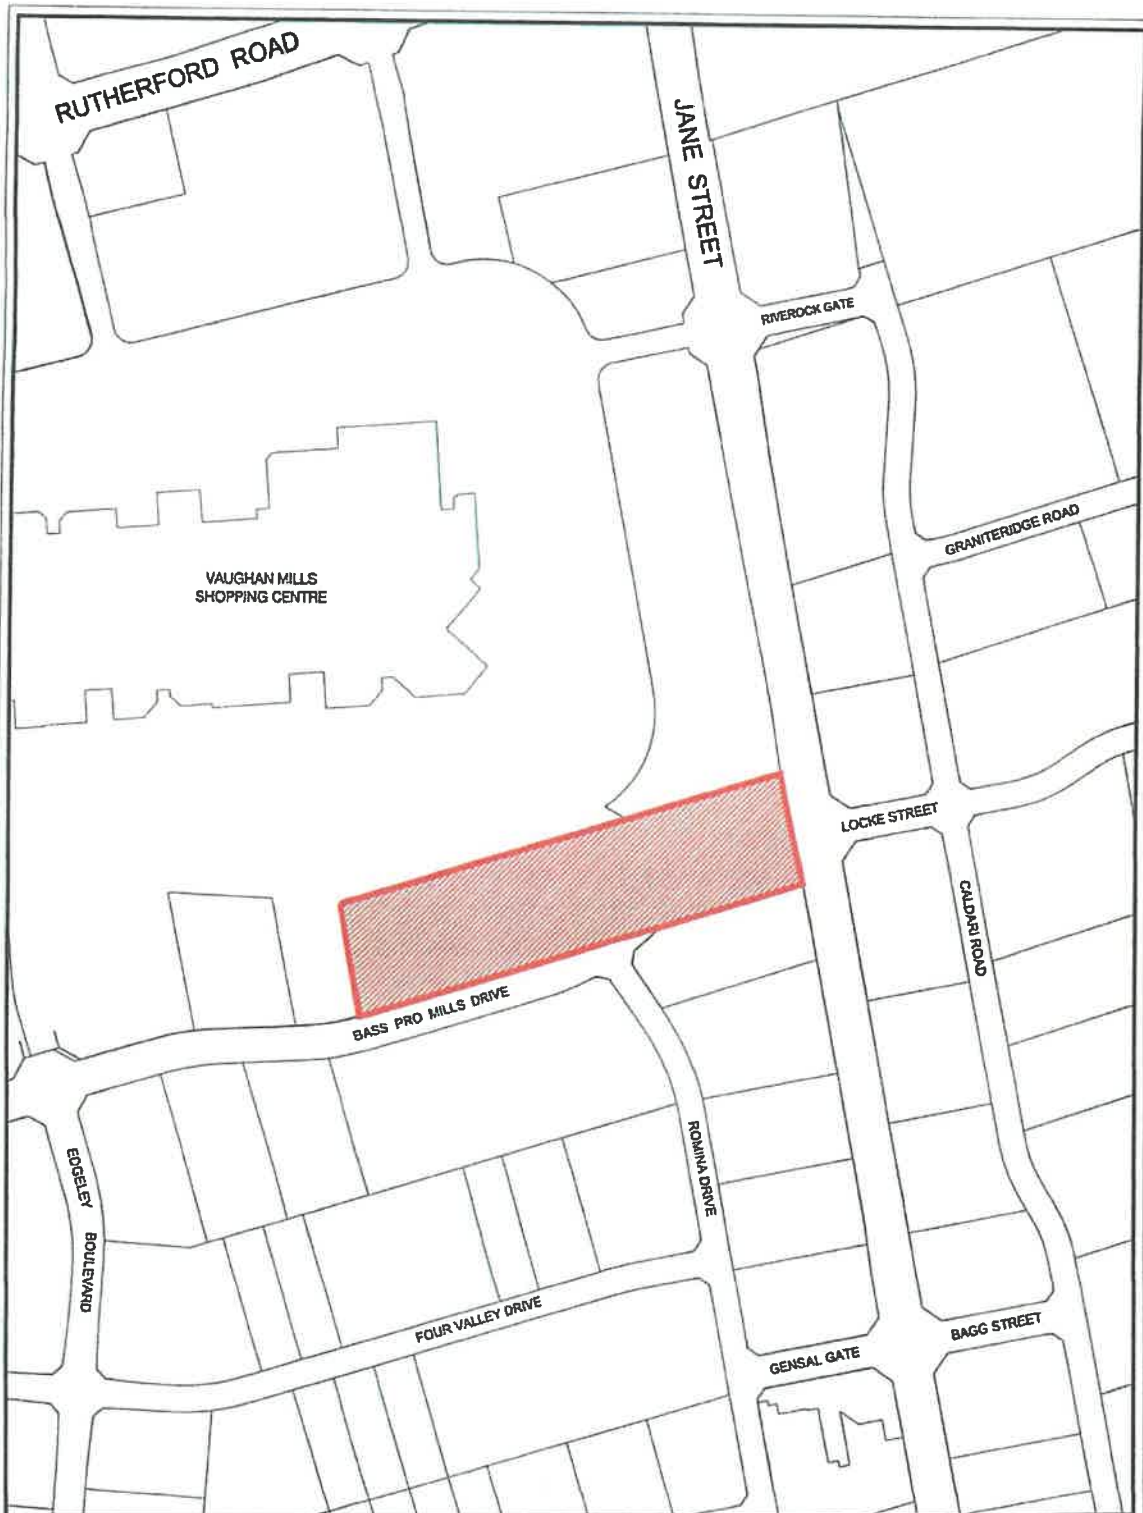 RUTHERFORD ROAD
JANE STREET
RIVEROCK GATE
GRANITERIDGE ROAD
VAUGHAN MILLS
SHOPPING CENTRE
LOCKE STREET
CALDARI ROAD
BASS PRO MILLS DRIVE
ROMINA DRIVE
EDGELEY BOULEVARD
FOUR VALLEY DRIVE
BAGG STREET
GENSAL GATE